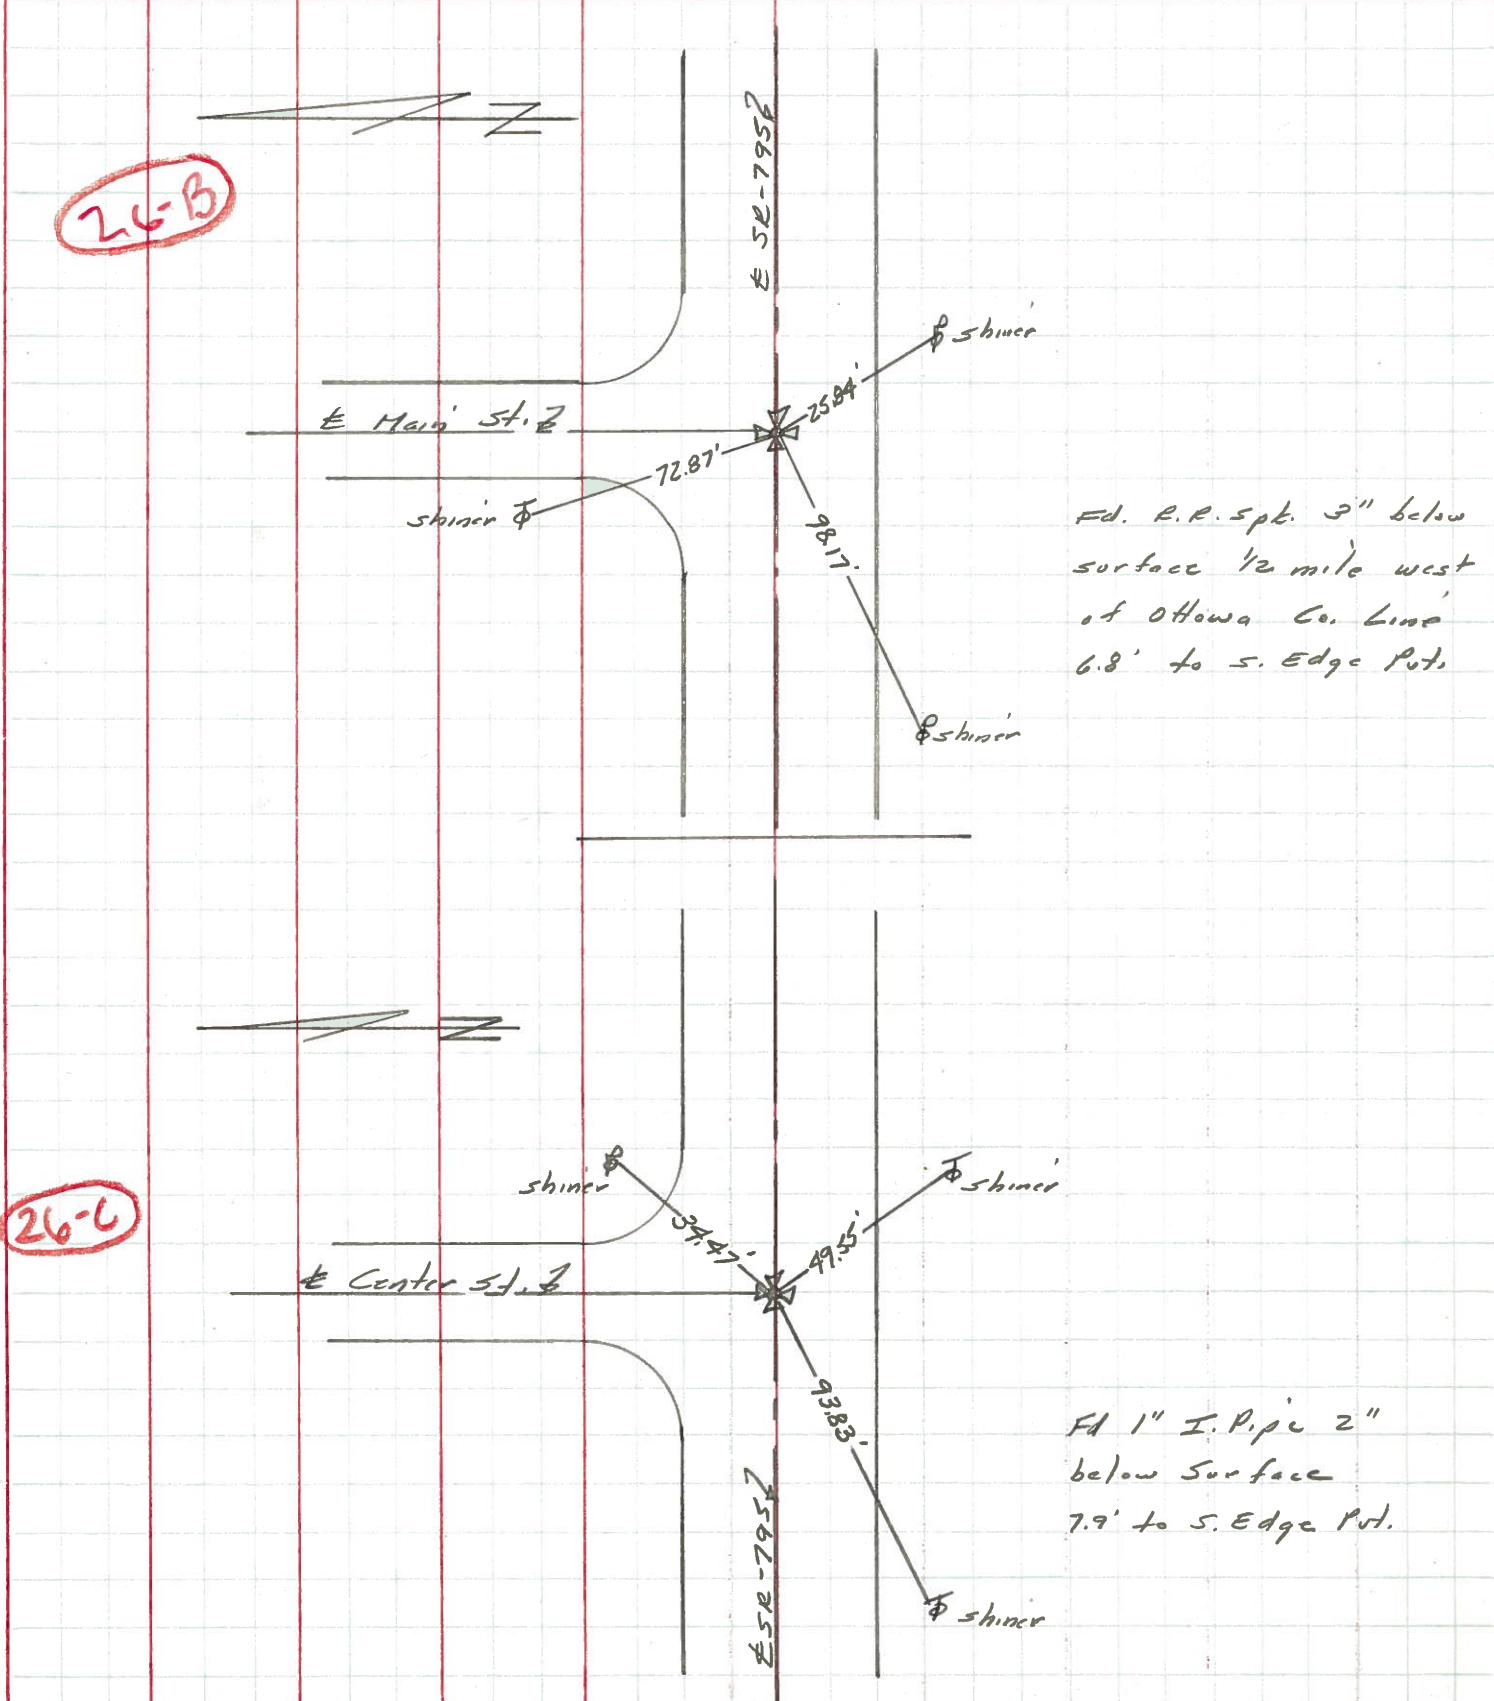 N
26-B
℄ SR-795 ℄
shiner
25.84'
℄ Main St. ℄
72.87'
shiner
98.17'
Fd. R.R. Spk. 3" below
surface 1/2 mile west
of Ottowa Co. Line
6.8' to S. Edge Pvt.
shiner
N
shiner
shiner
26-C
34.47'
49.55'
℄ Center St. ℄
93.83'
Fd 1" I. Pipe 2"
below Surface
7.9' to S. Edge Pvt.
℄ SR-795 ℄
shiner